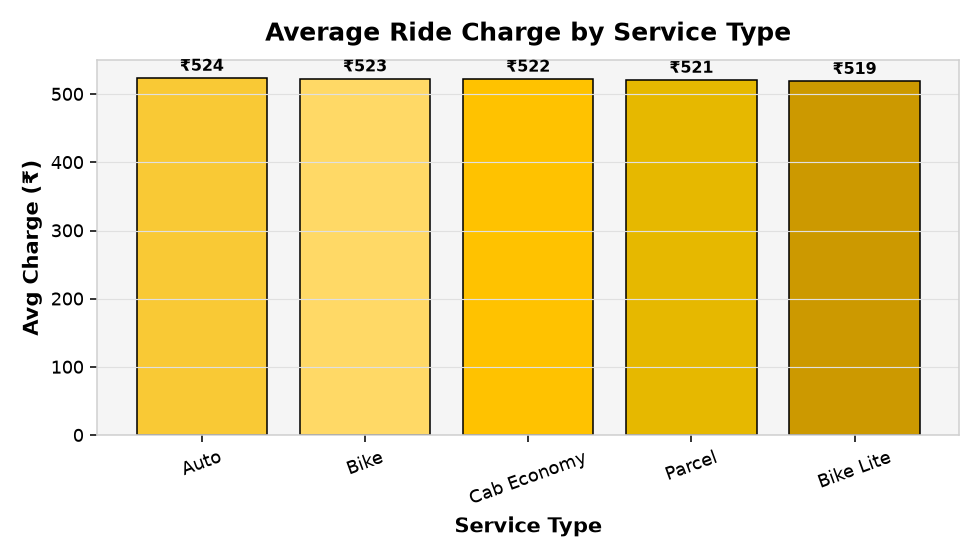 Average Ride Charge by Service Type
₹524
₹523
₹522
₹521
₹519
500
400
300
200
100
0
Avg Charge (₹)
Auto
Bike
Cab Economy
Parcel
Bike Lite
Service Type